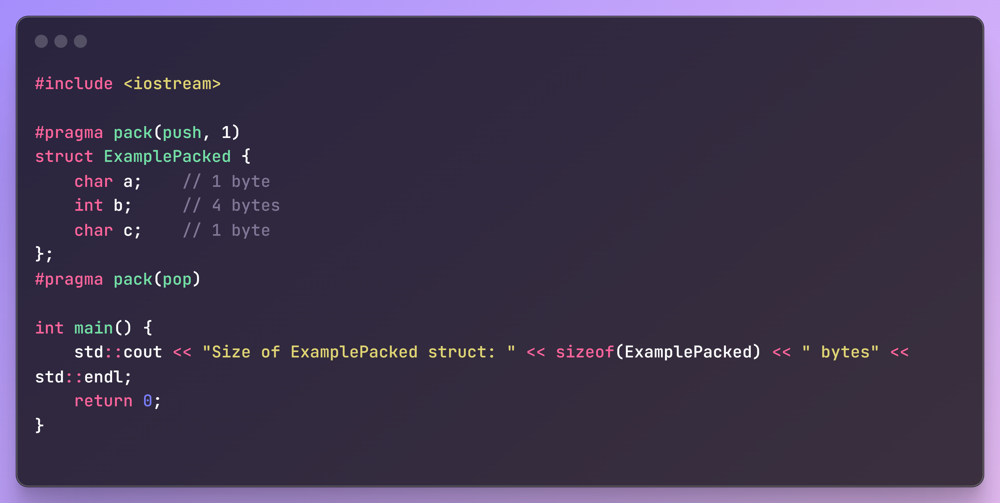 #include <iostream>

#pragma pack(push, 1)
struct ExamplePacked {
    char a;    // 1 byte
    int b;     // 4 bytes
    char c;    // 1 byte
};
#pragma pack(pop)

int main() {
    std::cout << "Size of ExamplePacked struct: " << sizeof(ExamplePacked) << " bytes" <<
std::endl;
    return 0;
}